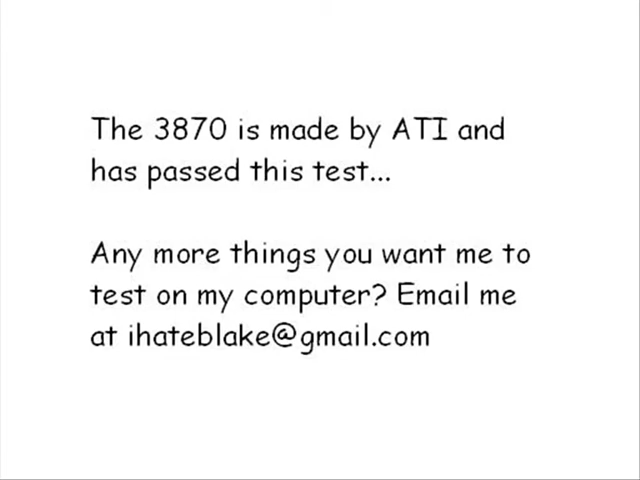 The 3870 is made by ATI and
has passed this test...
Any more things you want me to
test on my computer? Email me
at ihateblake@gmail.com